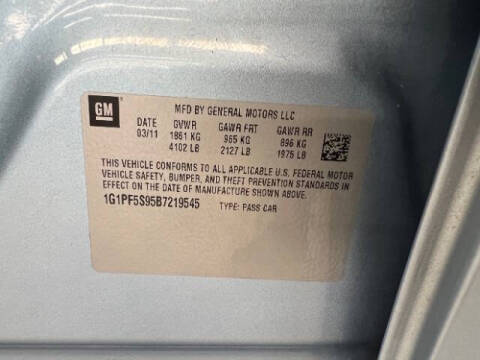 GM
MFD BY GENERAL MOTORS LLC
DATE GVWR GAWR FRT GAWR RR
03/11 1861 KG 965 KG 896 KG
4102 LB 2127 LB 1975 LB
THIS VEHICLE CONFORMS TO ALL APPLICABLE U.S. FEDERAL MOTOR
VEHICLE SAFETY, BUMPER, AND THEFT PREVENTION STANDARDS IN
EFFECT ON THE DATE OF MANUFACTURE SHOWN ABOVE.
1G1PF5S95B7219545 TYPE: PASS CAR